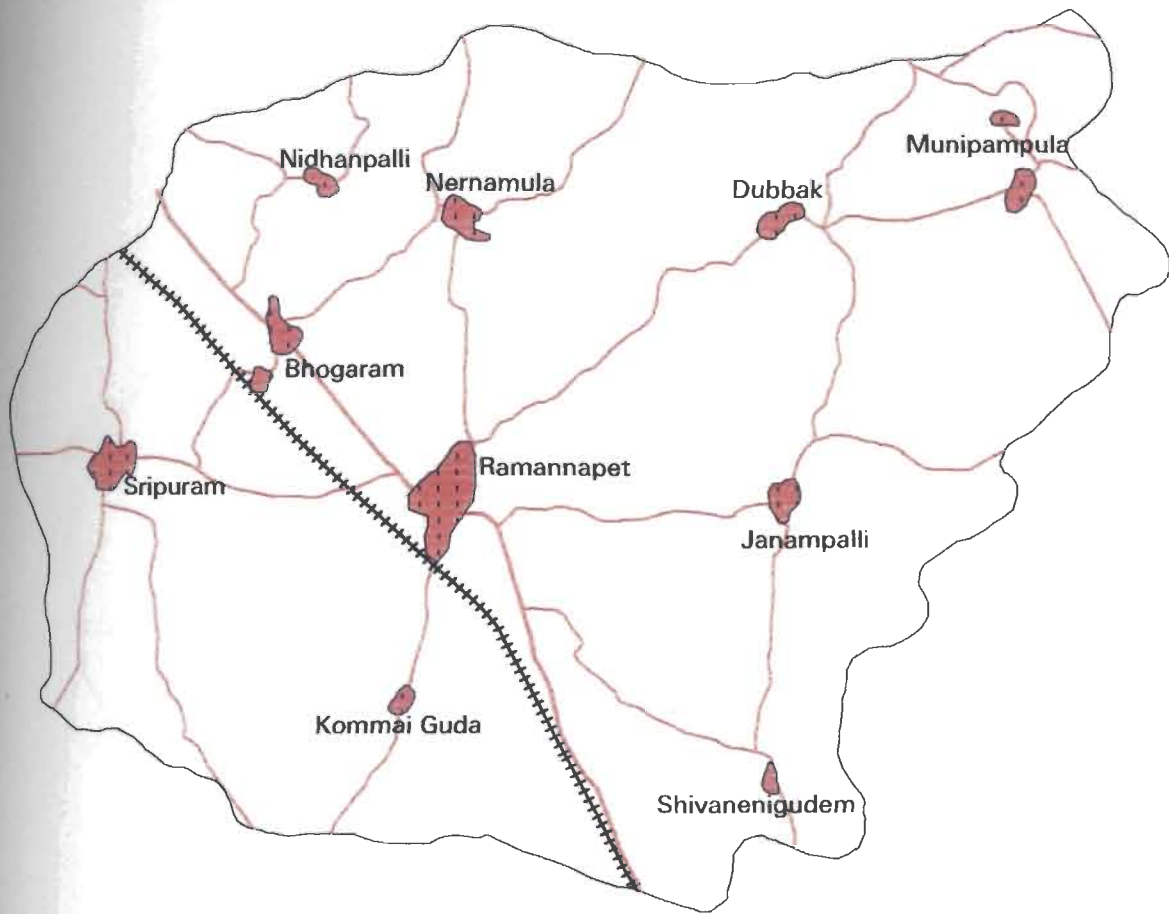 Munipampula
Nidhanpalli
Nernamula
Dubbak
Bhogaram
Ramannapet
Sripuram
Janampalli
Kommai Guda
Shivanenigudem